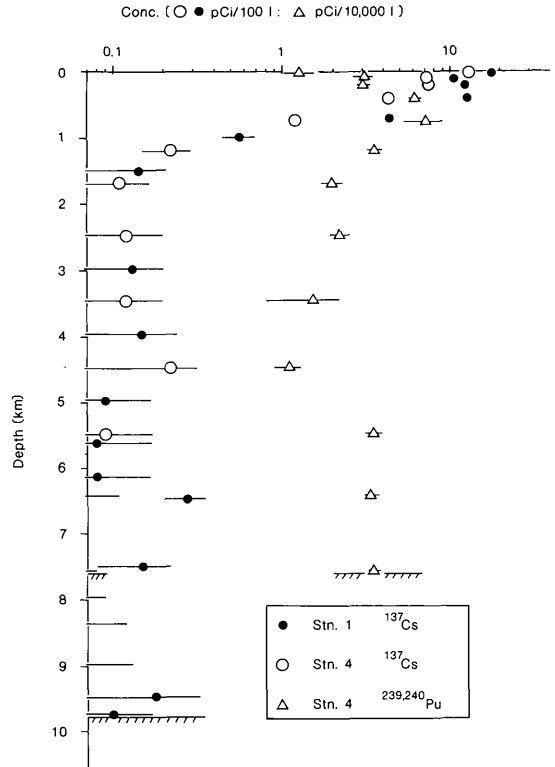 Conc. ( ○ ● pCi/100 l : △ pCi/10,000 l )
0.1 1 10
0
1
2
3
4
5
6
7
8
9
10
Depth (km)
● Stn. 1 ¹³⁷Cs
○ Stn. 4 ¹³⁷Cs
△ Stn. 4 ²³⁹,²⁴⁰Pu